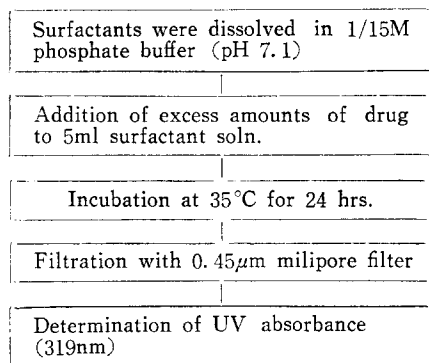 Surfactants were dissolved in 1/15M
phosphate buffer (pH 7.1)
Addition of excess amounts of drug
to 5ml surfactant soln.
Incubation at 35°C for 24 hrs.
Filtration with 0.45μm milipore filter
Determination of UV absorbance
(319nm)